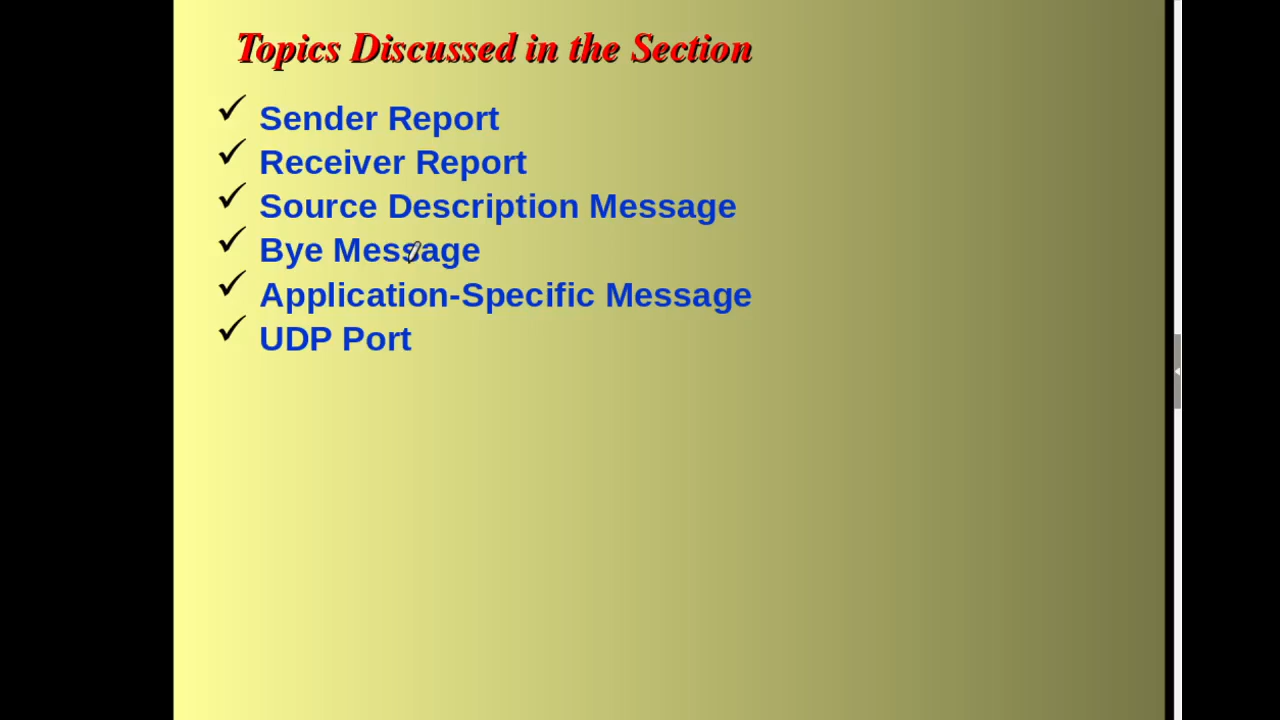 Topics Discussed in the Section
Sender Report
Receiver Report
Source Description Message
Bye Message
Application-Specific Message
UDP Port